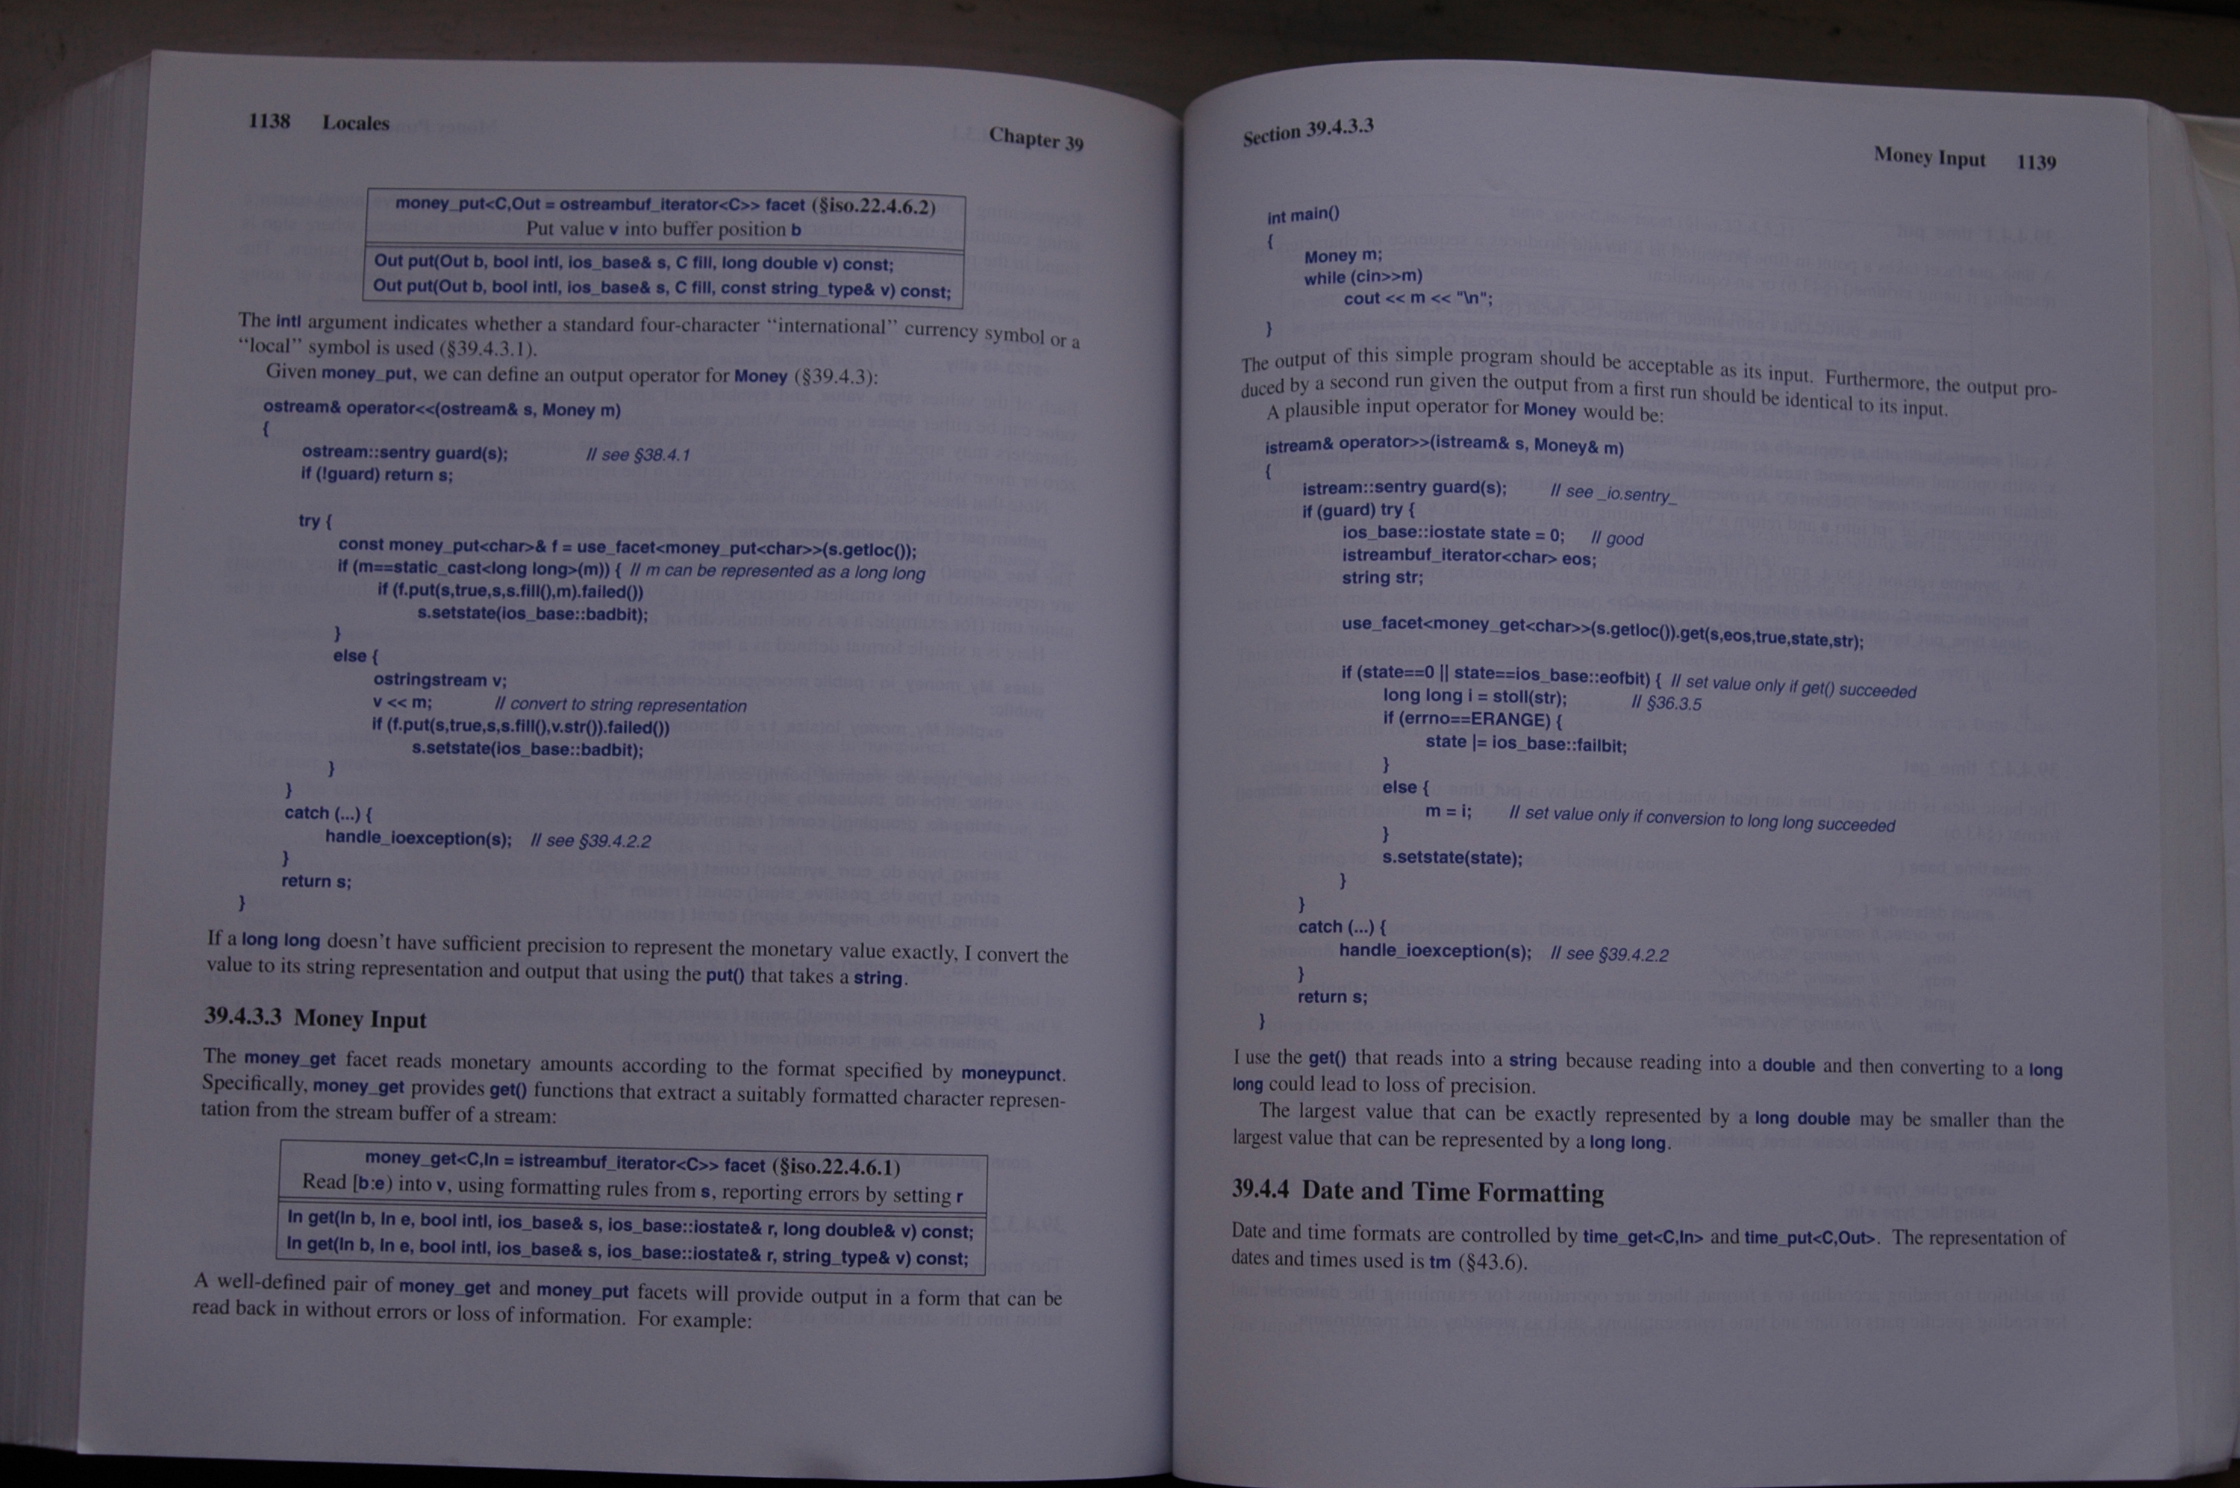 1138 Locales Chapter 39
money_put<C,Out = ostreambuf_iterator<C>> facet (§iso.22.4.6.2)
Put value v into buffer position b
Out put(Out b, bool intl, ios_base& s, C fill, long double v) const;
Out put(Out b, bool intl, ios_base& s, C fill, const string_type& v) const;
The intl argument indicates whether a standard four-character “international” currency symbol or a
“local” symbol is used (§39.4.3.1).
Given money_put, we can define an output operator for Money (§39.4.3):
ostream& operator<<(ostream& s, Money m)
{
ostream::sentry guard(s); // see §38.4.1
if (!guard) return s;
try {
const money_put<char>& f = use_facet<money_put<char>>(s.getloc());
if (m==static_cast<long long>(m)) { // m can be represented as a long long
if (f.put(s,true,s,s.fill(),m).failed())
s.setstate(ios_base::badbit);
}
else {
ostringstream v;
v << m; // convert to string representation
if (f.put(s,true,s,s.fill(),v.str()).failed())
s.setstate(ios_base::badbit);
}
}
catch (...) {
handle_ioexception(s); // see §39.4.2.2
}
return s;
}
If a long long doesn’t have sufficient precision to represent the monetary value exactly, I convert the
value to its string representation and output that using the put() that takes a string.
39.4.3.3 Money Input
The money_get facet reads monetary amounts according to the format specified by moneypunct.
Specifically, money_get provides get() functions that extract a suitably formatted character represen-
tation from the stream buffer of a stream:
money_get<C,In = istreambuf_iterator<C>> facet (§iso.22.4.6.1)
Read [b:e) into v, using formatting rules from s, reporting errors by setting r
In get(In b, In e, bool intl, ios_base& s, ios_base::iostate& r, long double& v) const;
In get(In b, In e, bool intl, ios_base& s, ios_base::iostate& r, string_type& v) const;
A well-defined pair of money_get and money_put facets will provide output in a form that can be
read back in without errors or loss of information. For example:
Section 39.4.3.3 Money Input 1139
int main()
{
Money m;
while (cin>>m)
cout << m << "\n";
}
The output of this simple program should be acceptable as its input. Furthermore, the output pro-
duced by a second run given the output from a first run should be identical to its input.
A plausible input operator for Money would be:
istream& operator>>(istream& s, Money& m)
{
istream::sentry guard(s); // see _io.sentry_
if (guard) try {
ios_base::iostate state = 0; // good
istreambuf_iterator<char> eos;
string str;
use_facet<money_get<char>>(s.getloc()).get(s,eos,true,state,str);
if (state==0 || state==ios_base::eofbit) { // set value only if get() succeeded
long long i = stoll(str); // §36.3.5
if (errno==ERANGE) {
state |= ios_base::failbit;
}
else {
m = i; // set value only if conversion to long long succeeded
}
s.setstate(state);
}
}
catch (...) {
handle_ioexception(s); // see §39.4.2.2
}
return s;
}
I use the get() that reads into a string because reading into a double and then converting to a long
long could lead to loss of precision.
The largest value that can be exactly represented by a long double may be smaller than the
largest value that can be represented by a long long.
39.4.4 Date and Time Formatting
Date and time formats are controlled by time_get<C,In> and time_put<C,Out>. The representation of
dates and times used is tm (§43.6).